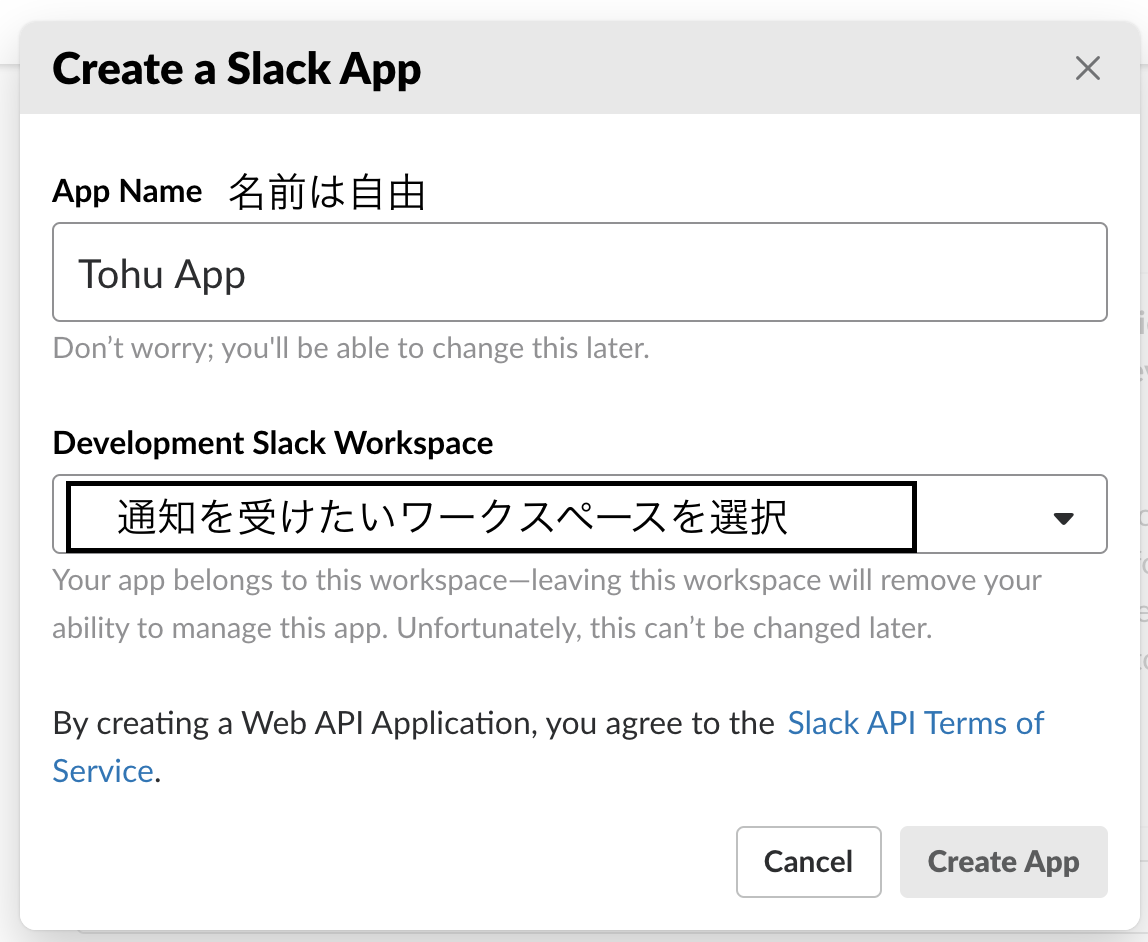 Create a Slack App
App Name 名前は自由
Tohu App
Don’t worry; you'll be able to change this later.
Development Slack Workspace
通知を受けたいワークスペースを選択
Your app belongs to this workspace—leaving this workspace will remove your
ability to manage this app. Unfortunately, this can’t be changed later.
By creating a Web API Application, you agree to the Slack API Terms of
Service.
Cancel Create App